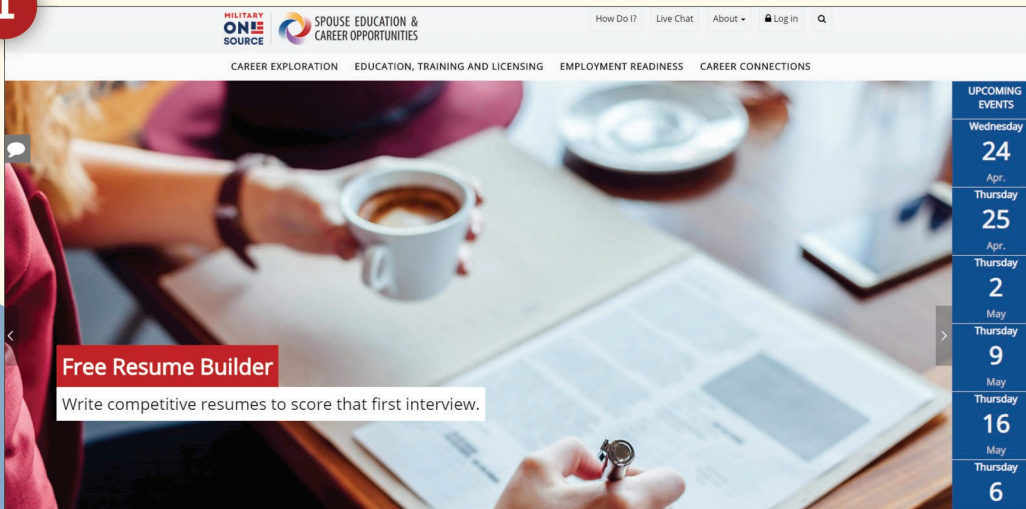 1
MILITARY
ONE
SOURCE
SPOUSE EDUCATION &
CAREER OPPORTUNITIES
How Do I?
Live Chat
About
Log in
CAREER EXPLORATION
EDUCATION, TRAINING AND LICENSING
EMPLOYMENT READINESS
CAREER CONNECTIONS
Free Resume Builder
Write competitive resumes to score that first interview.
UPCOMING
EVENTS
Wednesday
24
Apr.
Thursday
25
Apr.
Thursday
2
May
Thursday
9
May
Thursday
16
May
Thursday
6